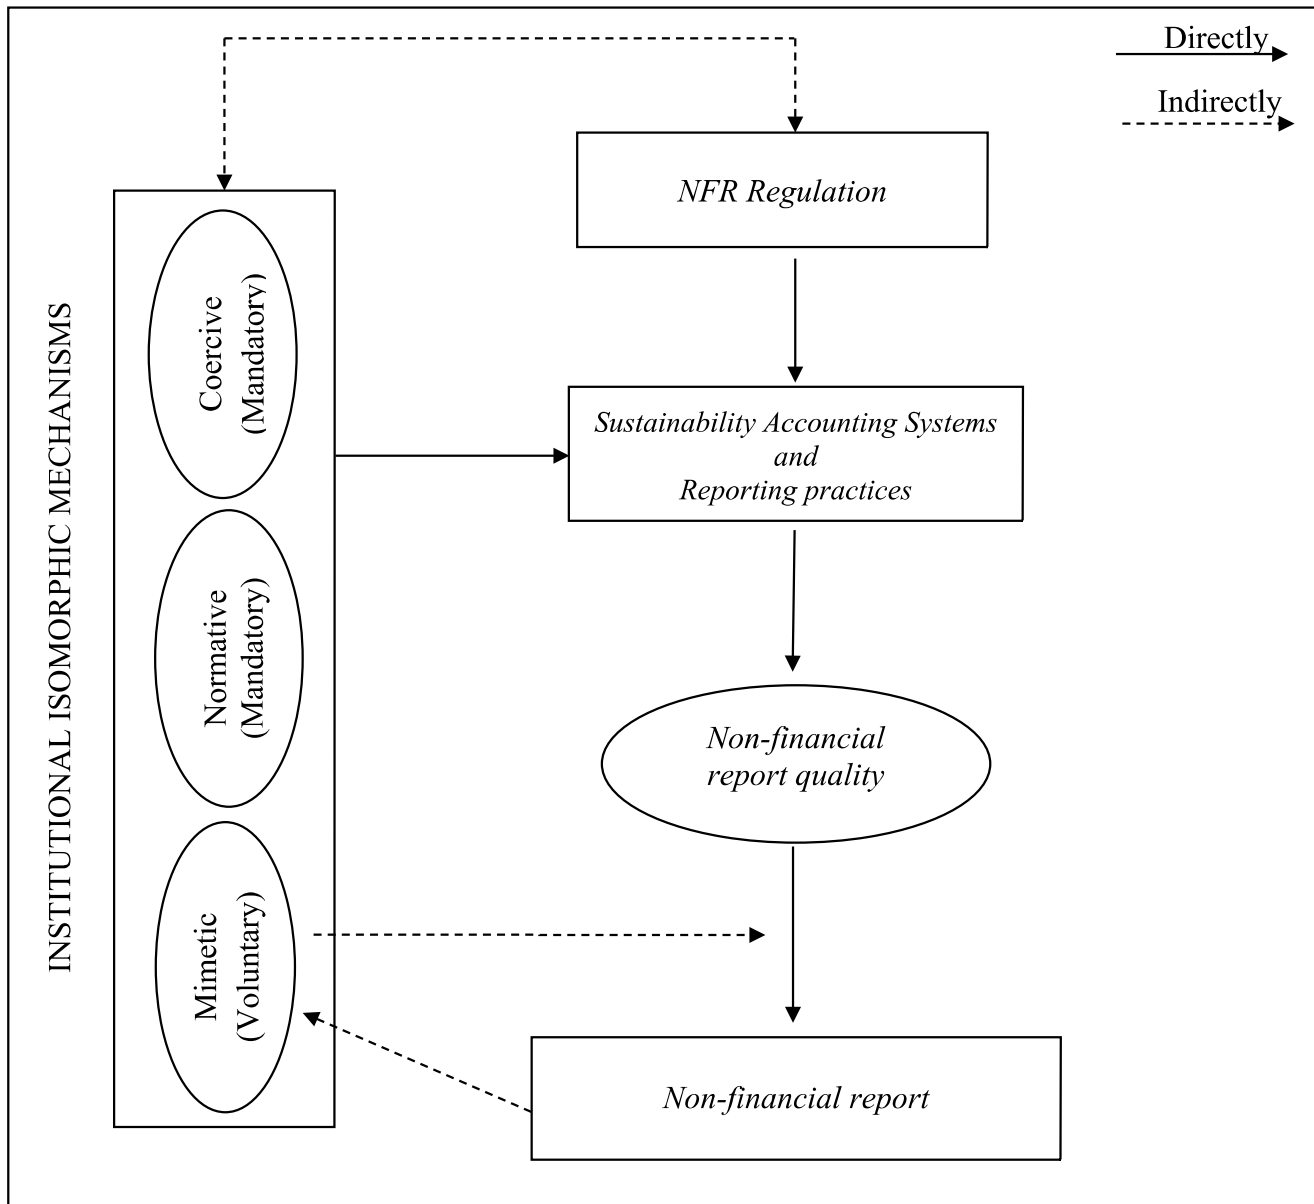 Directly
Indirectly
NFR Regulation
INSTITUTIONAL ISOMORPHIC MECHANISMS
Coercive
(Mandatory)
Sustainability Accounting Systems
and
Reporting practices
Normative
(Mandatory)
Non-financial
report quality
Mimetic
(Voluntary)
Non-financial report